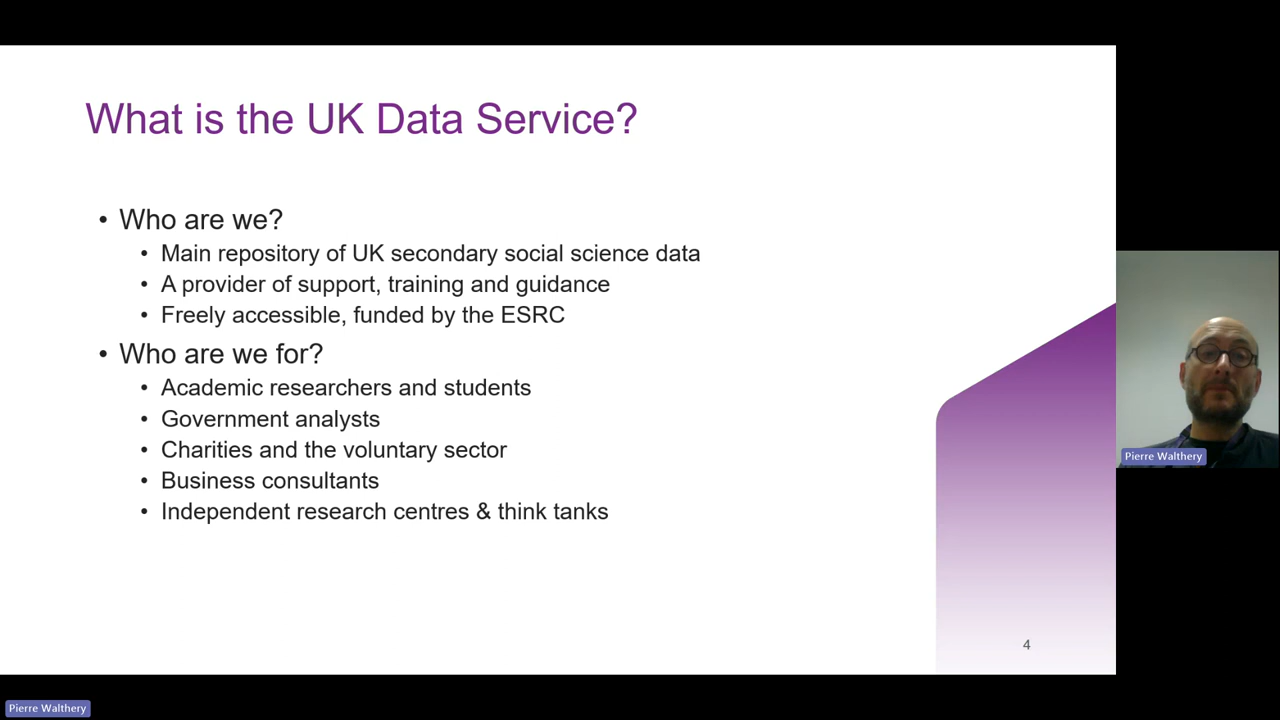 What is the UK Data Service?
• Who are we?
• Main repository of UK secondary social science data
• A provider of support, training and guidance
• Freely accessible, funded by the ESRC
• Who are we for?
• Academic researchers and students
• Government analysts
• Charities and the voluntary sector
• Business consultants
• Independent research centres & think tanks
4
Pierre Walthery
Pierre Walthery